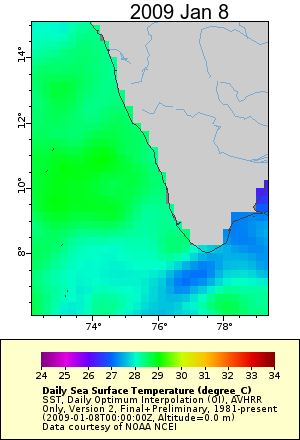 2009 Jan 8
14°
12°
10°
8°
74° 76° 78°
24 25 26 27 28 29 30 31 32 33 34
Daily Sea Surface Temperature (degree_C)
SST, Daily Optimum Interpolation (OI), AVHRR
Only, Version 2, Final+Preliminary, 1981-present
(2009-01-08T00:00:00Z, Altitude=0.0 m)
Data courtesy of NOAA NCEI